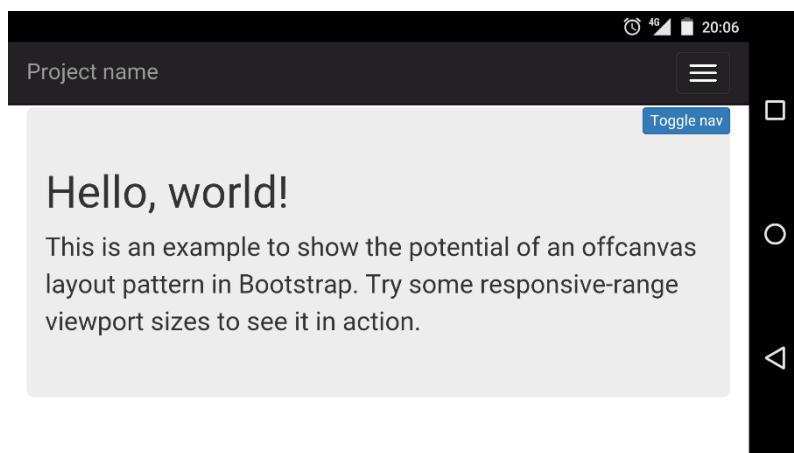 4G 20:06
Project name
Toggle nav
Hello, world!
This is an example to show the potential of an offcanvas
layout pattern in Bootstrap. Try some responsive-range
viewport sizes to see it in action.